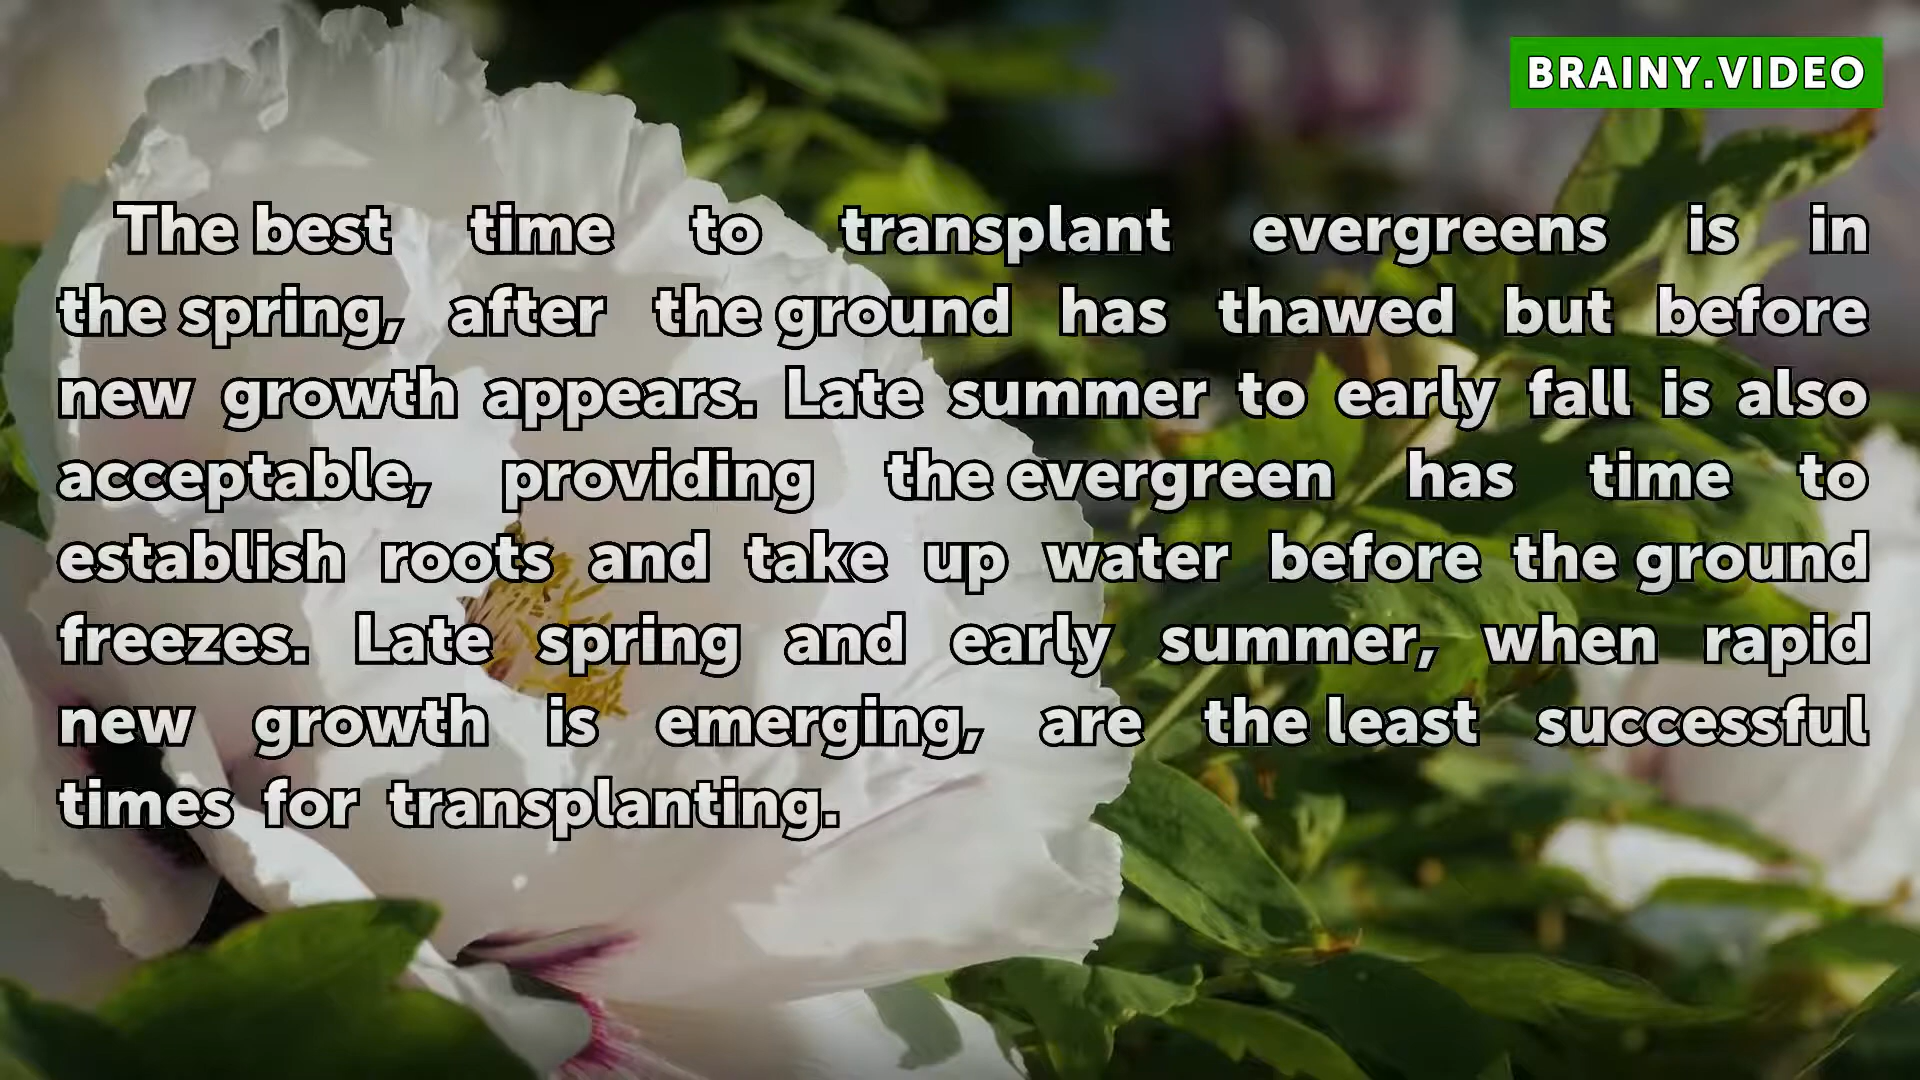 BRAINY.VIDEO
The best time to transplant evergreens is in
the spring, after the ground has thawed but before
new growth appears. Late summer to early fall is also
acceptable, providing the evergreen has time to
establish roots and take up water before the ground
freezes. Late spring and early summer, when rapid
new growth is emerging, are the least successful
times for transplanting.